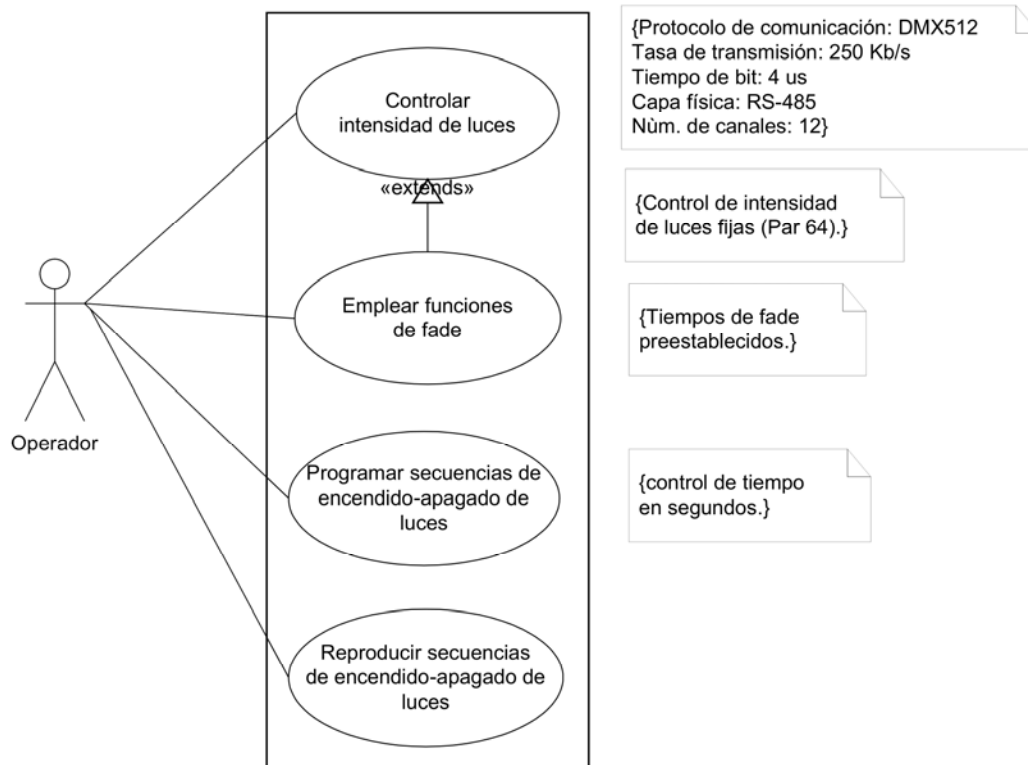 {Protocolo de comunicación: DMX512
Tasa de transmisión: 250 Kb/s
Tiempo de bit: 4 us
Capa física: RS-485
Nùm. de canales: 12}
Controlar
intensidad de luces
«extends»
{Control de intensidad
de luces fijas (Par 64).}
Emplear funciones
de fade
{Tiempos de fade
preestablecidos.}
Operador
Programar secuencias de
encendido-apagado de
luces
{control de tiempo
en segundos.}
Reproducir secuencias
de encendido-apagado de
luces